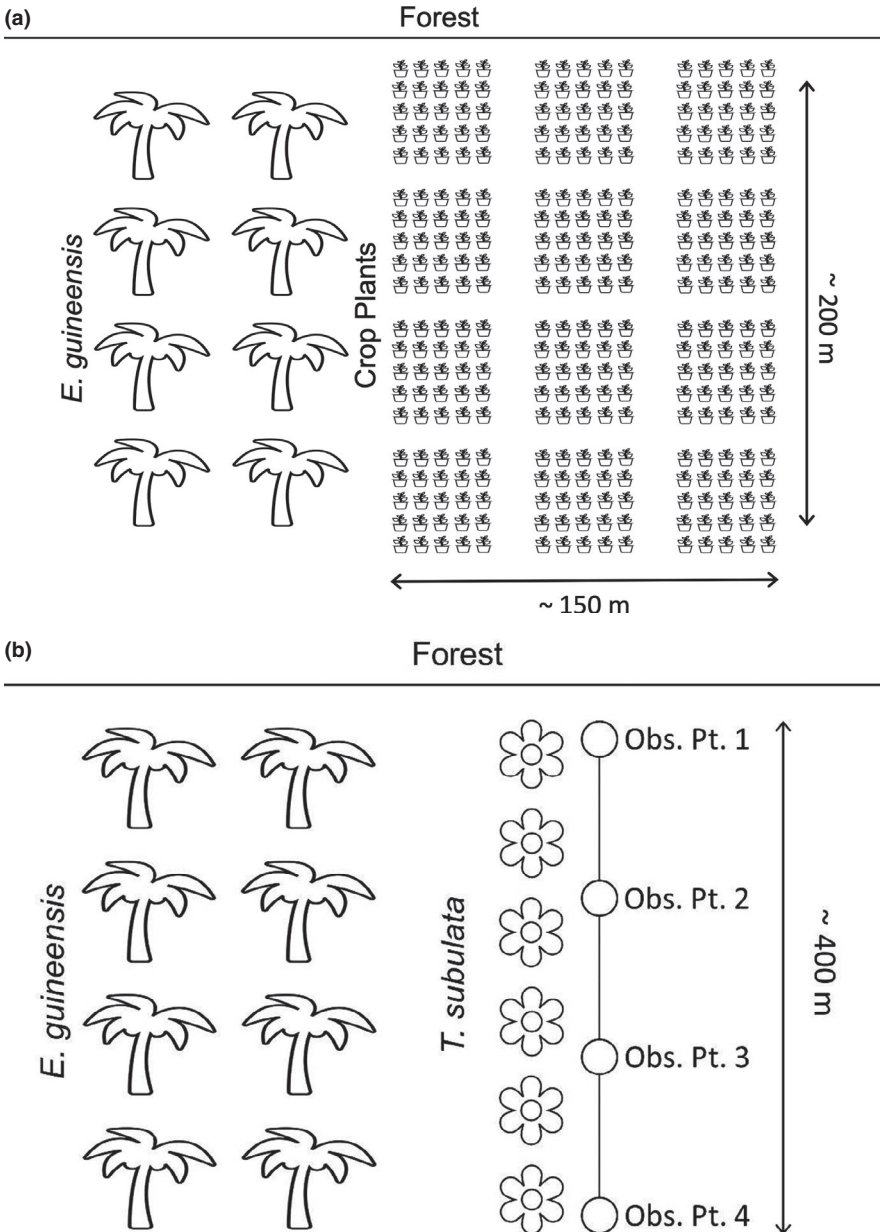 (a)
Forest
E. guineensis
Crop Plants
~ 200 m
~ 150 m
(b)
Forest
E. guineensis
T. subulata
Obs. Pt. 1
Obs. Pt. 2
Obs. Pt. 3
Obs. Pt. 4
~ 400 m